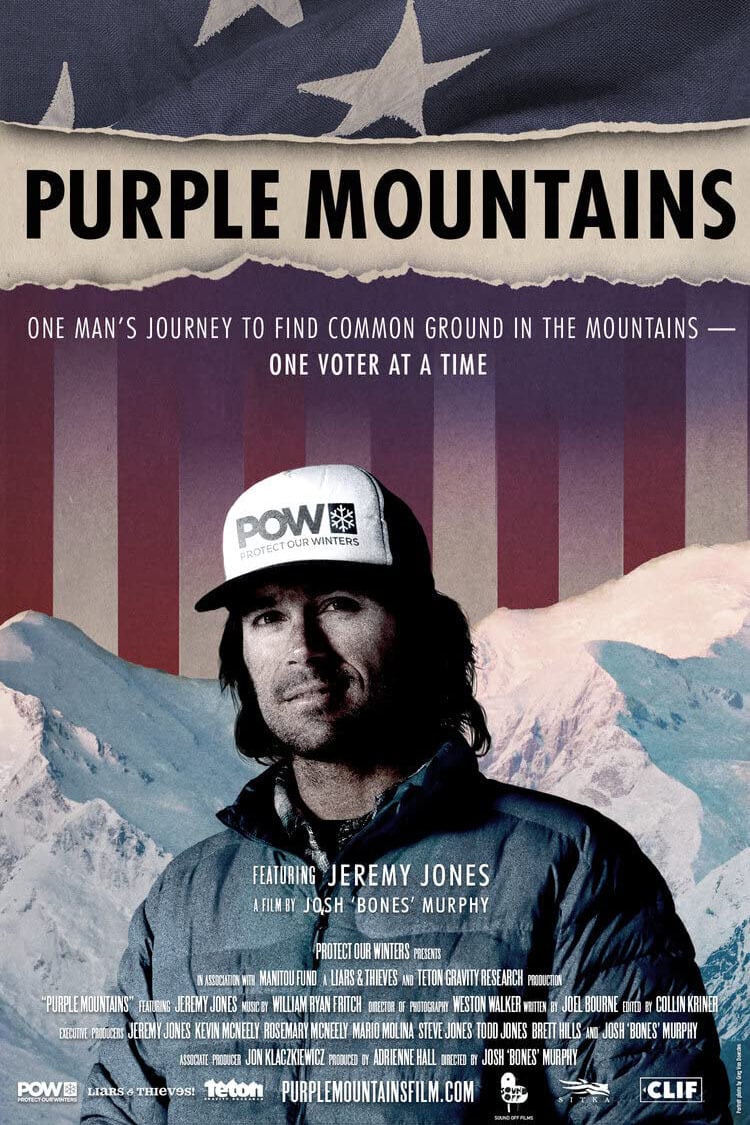 PURPLE MOUNTAINS
ONE MAN'S JOURNEY TO FIND COMMON GROUND IN THE MOUNTAINS —
ONE VOTER AT A TIME
POW
PROTECT OUR WINTERS
FEATURING JEREMY JONES
A FILM BY JOSH 'BONES' MURPHY
PROTECT OUR WINTERS PRESENTS
IN ASSOCIATION WITH MANITOU FUND A LIARS & THIEVES AND TETON GRAVITY RESEARCH PRODUCTION
"PURPLE MOUNTAINS" FEATURING JEREMY JONES MUSIC BY WILLIAM RYAN FRITCH DIRECTOR OF PHOTOGRAPHY WESTON WALKER WRITTEN BY JOEL BOURNE EDITED BY COLLIN KRINER
EXECUTIVE PRODUCERS JEREMY JONES KEVIN MCNEELY ROSEMARY MCNEELY MARIO MOLINA STEVE JONES TODD JONES BRETT HILLS AND JOSH 'BONES' MURPHY
ASSOCIATE PRODUCER JON KLACZKIEWICZ PRODUCED BY ADRIENNE HALL DIRECTED BY JOSH 'BONES' MURPHY
POW
PROTECT OUR WINTERS
LIARS & THIEVES!
teton
GRAVITY RESEARCH
PURPLEMOUNTAINSFILM.COM
SOUND OFF
SOUND OFF FILMS
SITKA
CLIF